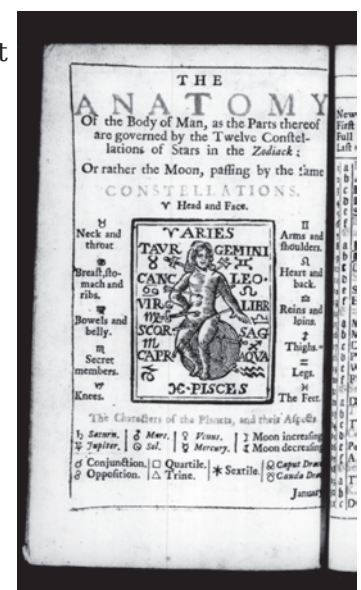 t
THE
ANATOMY
Of the Body of Man, as the Parts thereof
are governed by the Twelve Constel-
lations of Stars in the Zodiack:
Or rather the Moon, passing by the same
CONSTELLATIONS.
♈ Head and Face.
♉
Neck and
throat
♋
Breast, sto-
mach and
ribs.
♍
Bowels and
belly.
♏
Secret
members.
♑
Knees.
♈ARIES
TAVR GEMINI
♉ ♊
CANC LEO
♋ ♌
VIRG LIBR
♍ ♎
SCOR SAG
♏ ♐
CAPR AQVA
♓ PISCES
♊
Arms and
shoulders.
♌
Heart and
back.
♎
Reins and
loins.
♐
Thighs.
♒
Legs.
♓
The Feet.
The Characters of the Planets, and their Aspects.
♄ Saturn. ♂ Mars. ♀ Venus. ☽ Moon increasing
♃ Jupiter. ☉ Sol. ☿ Mercury. ☾ Moon decreasing
☌ Conjunction. □ Quartile. ⚹ Sextile. ☊ Caput
☍ Opposition. △ Trine. ☋ Cauda
January
New
First
Full
Last